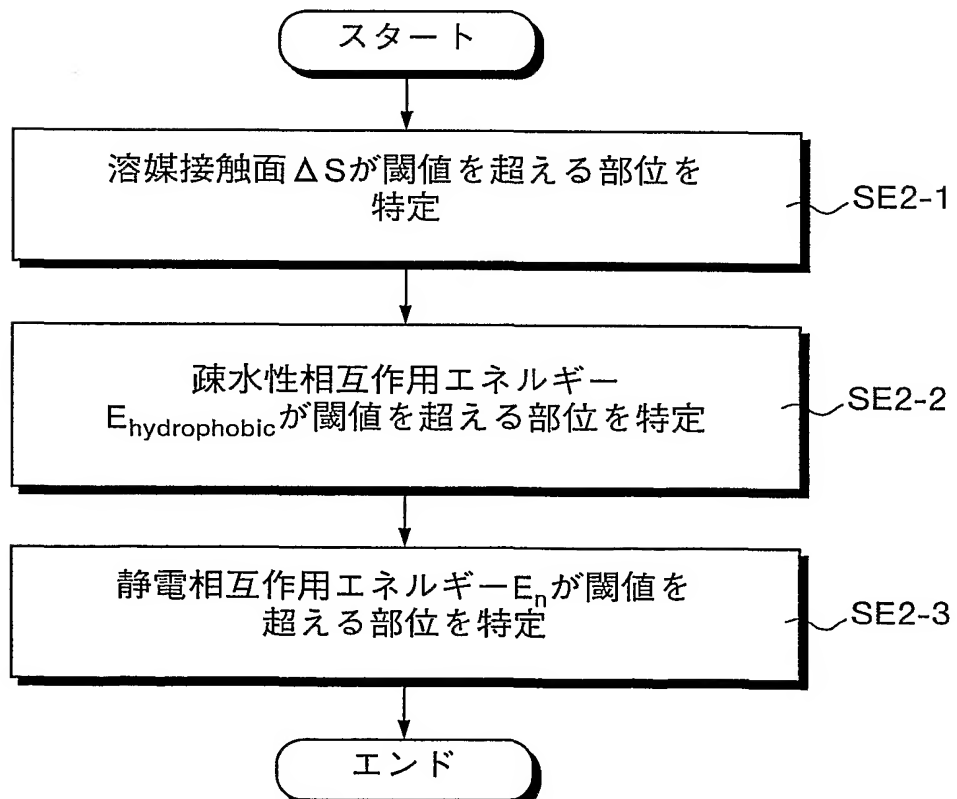 スタート
溶媒接触面ΔSが閾値を超える部位を
特定
SE2-1
疎水性相互作用エネルギー
Ehydrophobicが閾値を超える部位を特定
SE2-2
静電相互作用エネルギーEnが閾値を
超える部位を特定
SE2-3
エンド